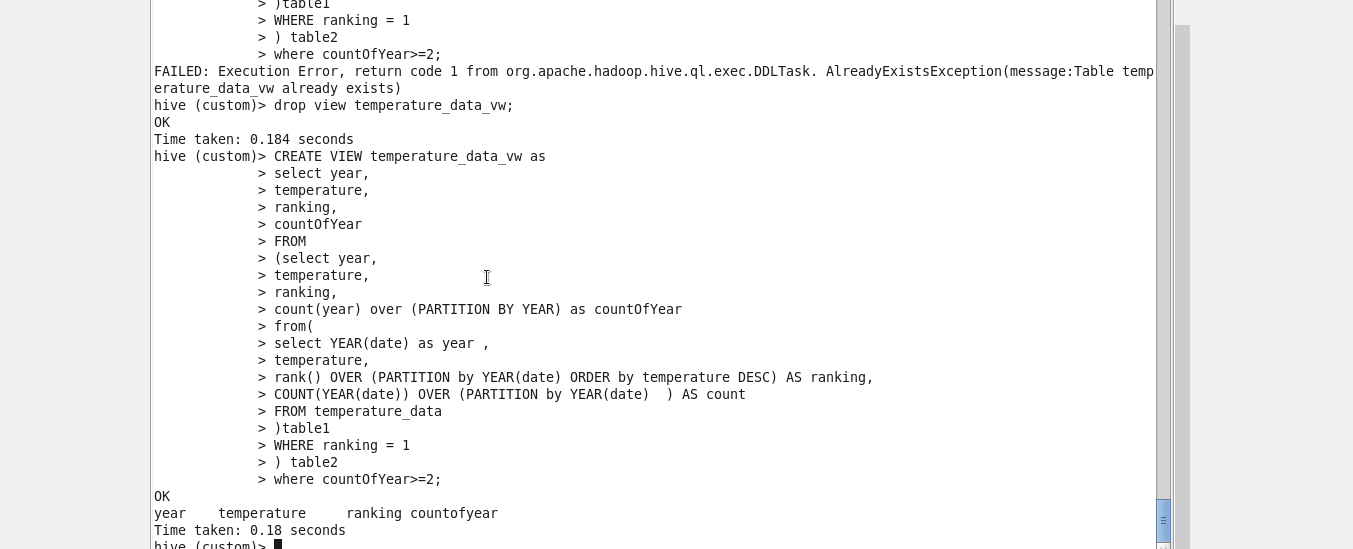 > )table1
> WHERE ranking = 1
> ) table2
> where countOfYear>=2;
FAILED: Execution Error, return code 1 from org.apache.hadoop.hive.ql.exec.DDLTask. AlreadyExistsException(message:Table temp
erature_data_vw already exists)
hive (custom)> drop view temperature_data_vw;
OK
Time taken: 0.184 seconds
hive (custom)> CREATE VIEW temperature_data_vw as
> select year,
> temperature,
> ranking,
> countOfYear
> FROM
> (select year,
> temperature,
> ranking,
> count(year) over (PARTITION BY YEAR) as countOfYear
> from(
> select YEAR(date) as year ,
> temperature,
> rank() OVER (PARTITION by YEAR(date) ORDER by temperature DESC) AS ranking,
> COUNT(YEAR(date)) OVER (PARTITION by YEAR(date)  ) AS count
> FROM temperature_data
> )table1
> WHERE ranking = 1
> ) table2
> where countOfYear>=2;
OK
year    temperature     ranking countofyear
Time taken: 0.18 seconds
hive (custom)>